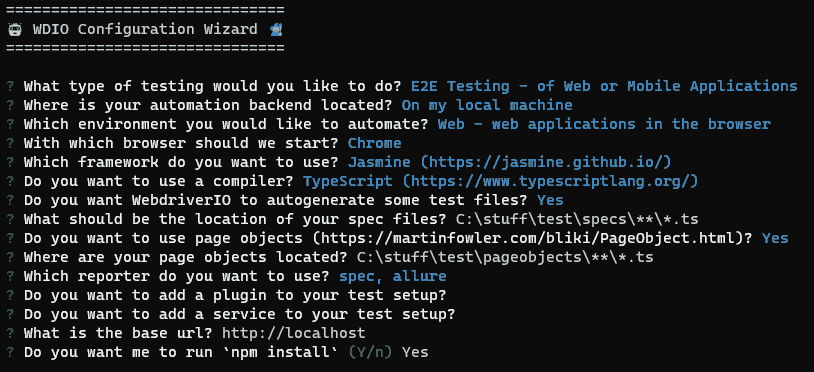 ===============================
🤖 WDIO Configuration Wizard 🧙
===============================
? What type of testing would you like to do? E2E Testing - of Web or Mobile Applications
? Where is your automation backend located? On my local machine
? Which environment you would like to automate? Web - web applications in the browser
? With which browser should we start? Chrome
? Which framework do you want to use? Jasmine (https://jasmine.github.io/)
? Do you want to use a compiler? TypeScript (https://www.typescriptlang.org/)
? Do you want WebdriverIO to autogenerate some test files? Yes
? What should be the location of your spec files? C:\stuff\test\specs\**\*.ts
? Do you want to use page objects (https://martinfowler.com/bliki/PageObject.html)? Yes
? Where are your page objects located? C:\stuff\test\pageobjects\**\*.ts
? Which reporter do you want to use? spec, allure
? Do you want to add a plugin to your test setup?
? Do you want to add a service to your test setup?
? What is the base url? http://localhost
? Do you want me to run `npm install` (Y/n) Yes